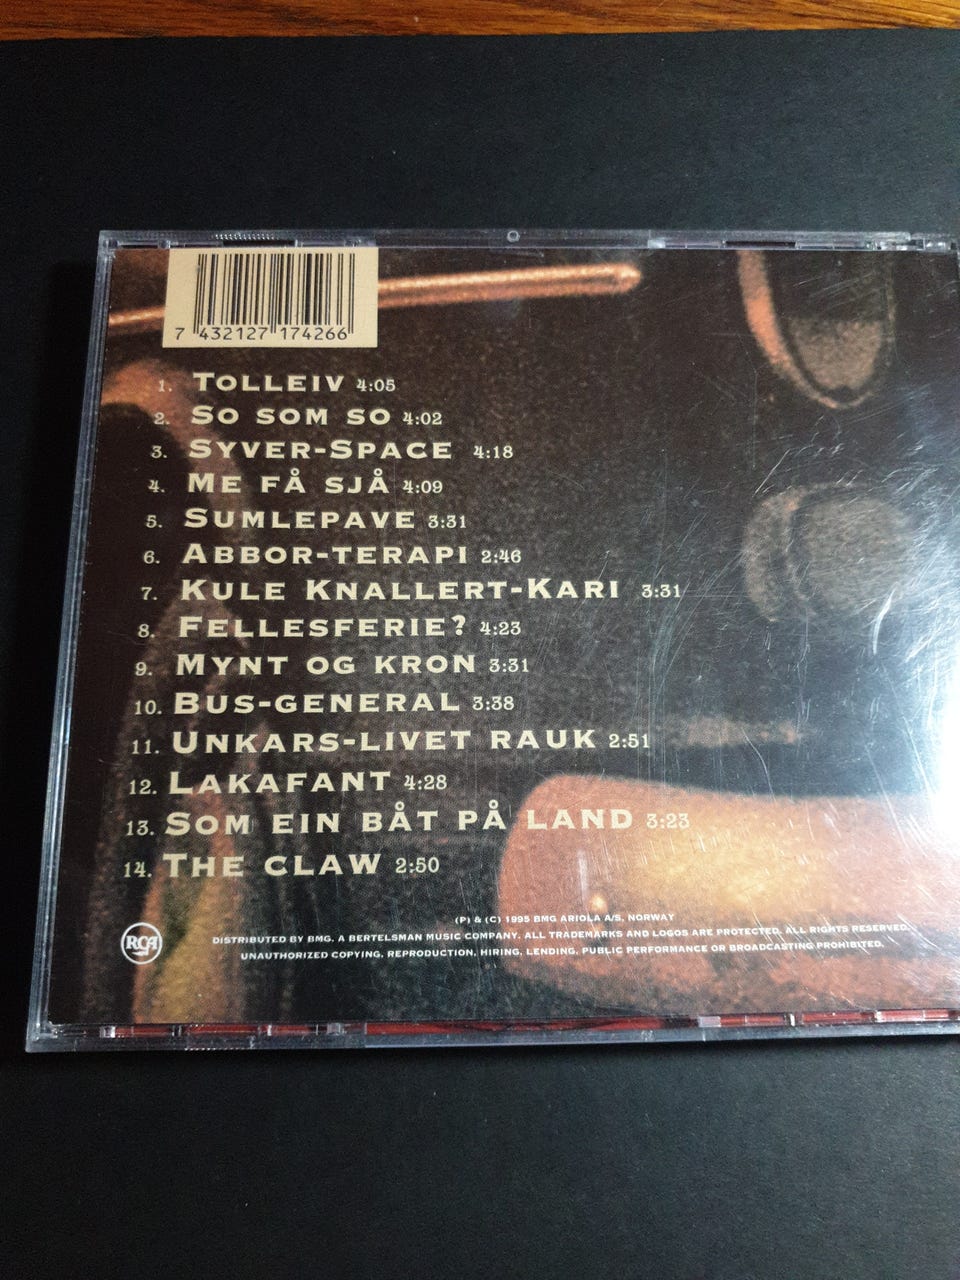 7 432127 174266
1. TOLLEIV 4:05
2. SO SOM SO 4:02
3. SYVER-SPACE 4:18
4. ME FÅ SJÅ 4:09
5. SUMLEPAVE 3:31
6. ABBOR-TERAPI 2:46
7. KULE KNALLERT-KARI 3:31
8. FELLESFERIE? 4:23
9. MYNT OG KRON 3:31
10. BUS-GENERAL 3:38
11. UNKARS-LIVET RAUK 2:51
12. LAKAFANT 4:28
13. SOM EIN BÅT PÅ LAND 3:23
14. THE CLAW 2:50
(P) & (C) 1995 BMG ARIOLA A/S, NORWAY
RCA
DISTRIBUTED BY BMG. A BERTELSMAN MUSIC COMPANY. ALL TRADEMARKS AND LOGOS ARE PROTECTED. ALL RIGHTS RESERVED.
UNAUTHORIZED COPYING, REPRODUCTION, HIRING, LENDING, PUBLIC PERFORMANCE OR BROADCASTING PROHIBITED.